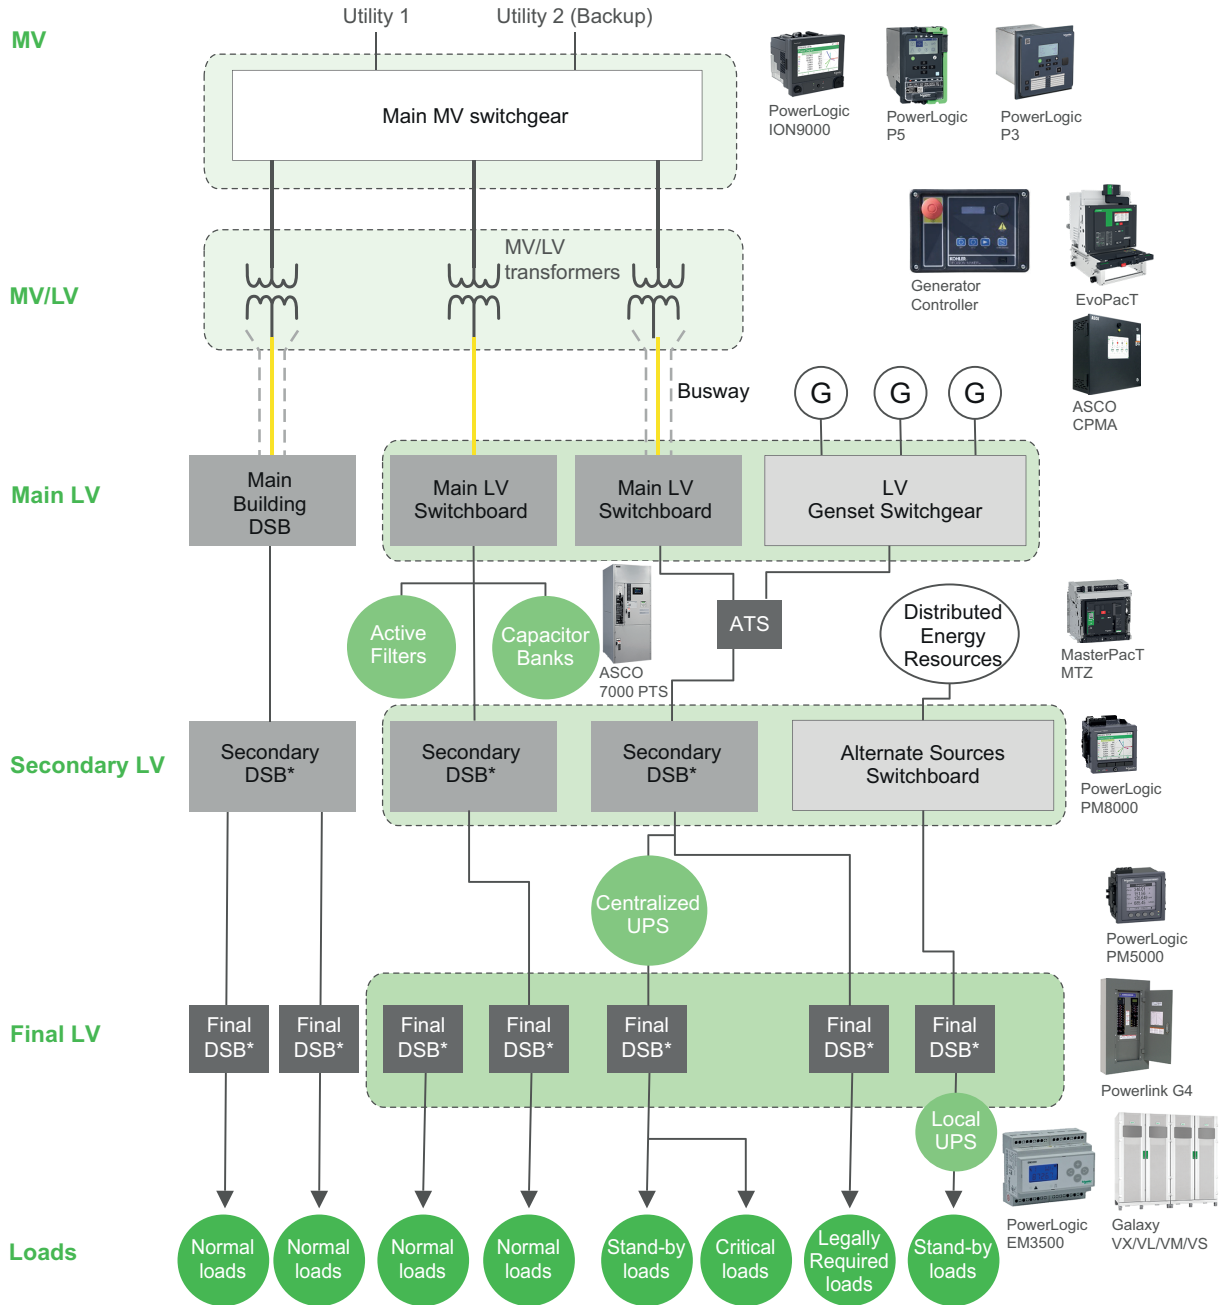 Utility 1
Utility 2 (Backup)
MV
Main MV switchgear
PowerLogic
ION9000
PowerLogic
P5
PowerLogic
P3
MV/LV
transformers
MV/LV
Generator
Controller
EvoPacT
ASCO
CPMA
Busway
G
G
G
Main LV
Main
Building
DSB
Main LV
Switchboard
Main LV
Switchboard
LV
Genset Switchgear
Active
Filters
Capacitor
Banks
ASCO
7000 PTS
ATS
Distributed
Energy
Resources
MasterPacT
MTZ
Secondary LV
Secondary
DSB*
Secondary
DSB*
Secondary
DSB*
Alternate Sources
Switchboard
PowerLogic
PM8000
Centralized
UPS
PowerLogic
PM5000
Final LV
Final
DSB*
Final
DSB*
Final
DSB*
Final
DSB*
Final
DSB*
Final
DSB*
Final
DSB*
Powerlink G4
Local
UPS
PowerLogic
EM3500
Galaxy
VX/VL/VM/VS
Loads
Normal
loads
Normal
loads
Normal
loads
Normal
loads
Stand-by
loads
Critical
loads
Legally
Required
loads
Stand-by
loads